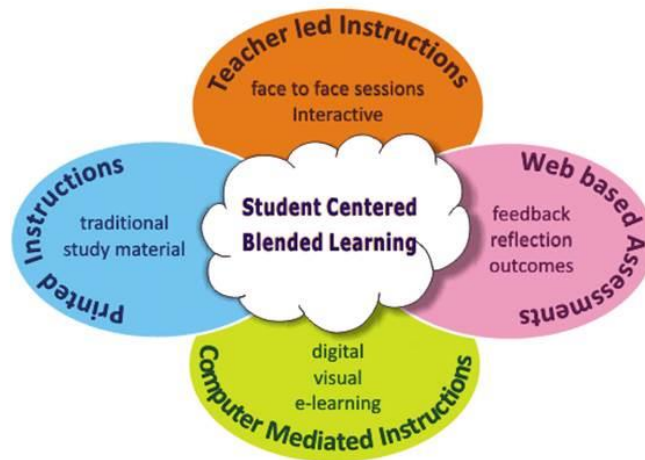 Teacher led Instructions
face to face sessions
Interactive
Printed Instructions
traditional
study material
Student Centered
Blended Learning
Web based Assessments
feedback
reflection
outcomes
digital
visual
e-learning
Computer Mediated Instructions